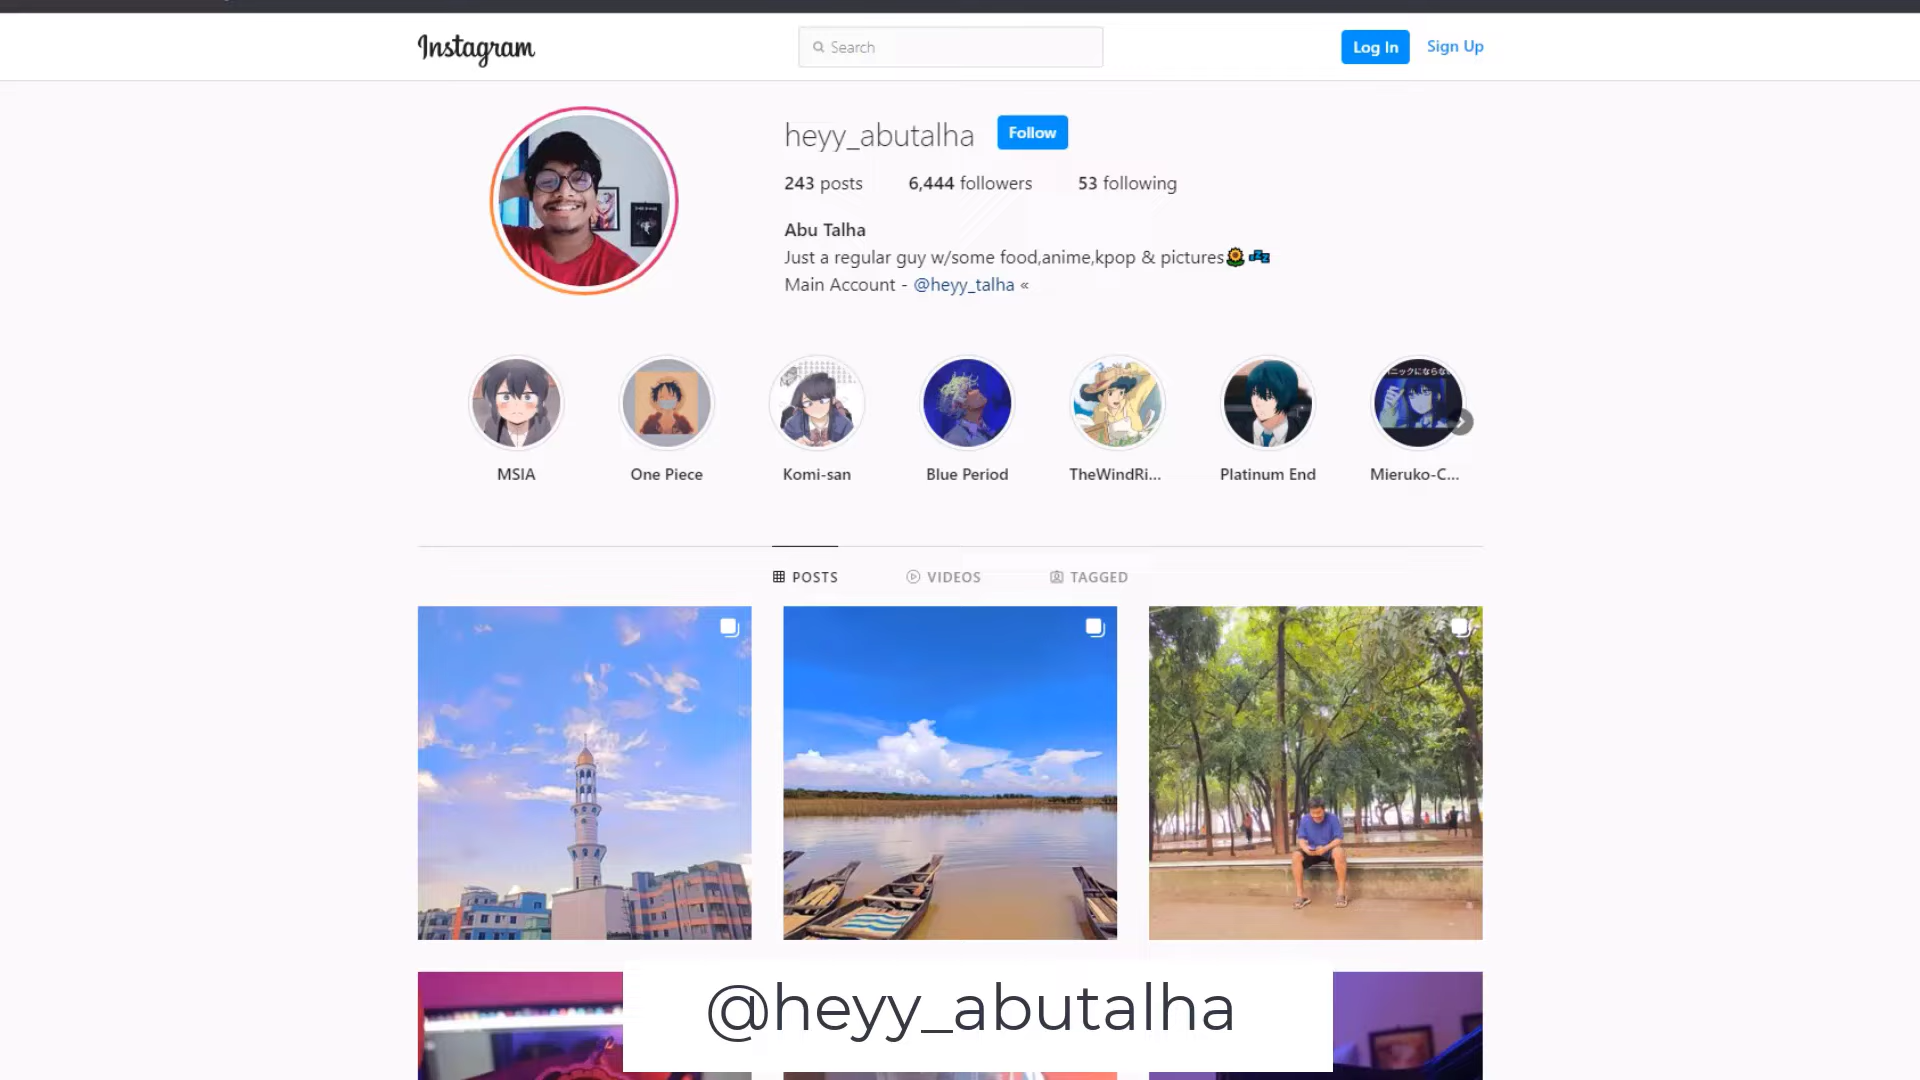 Instagram
Search
Log In
Sign Up
heyy_abutalha
Follow
243 posts
6,444 followers
53 following
Abu Talha
Just a regular guy w/some food,anime,kpop & pictures🌻💤
Main Account - @heyy_talha «
MSIA
One Piece
Komi-san
Blue Period
TheWindRi...
Platinum End
Mieruko-C...
POSTS
VIDEOS
TAGGED
@heyy_abutalha